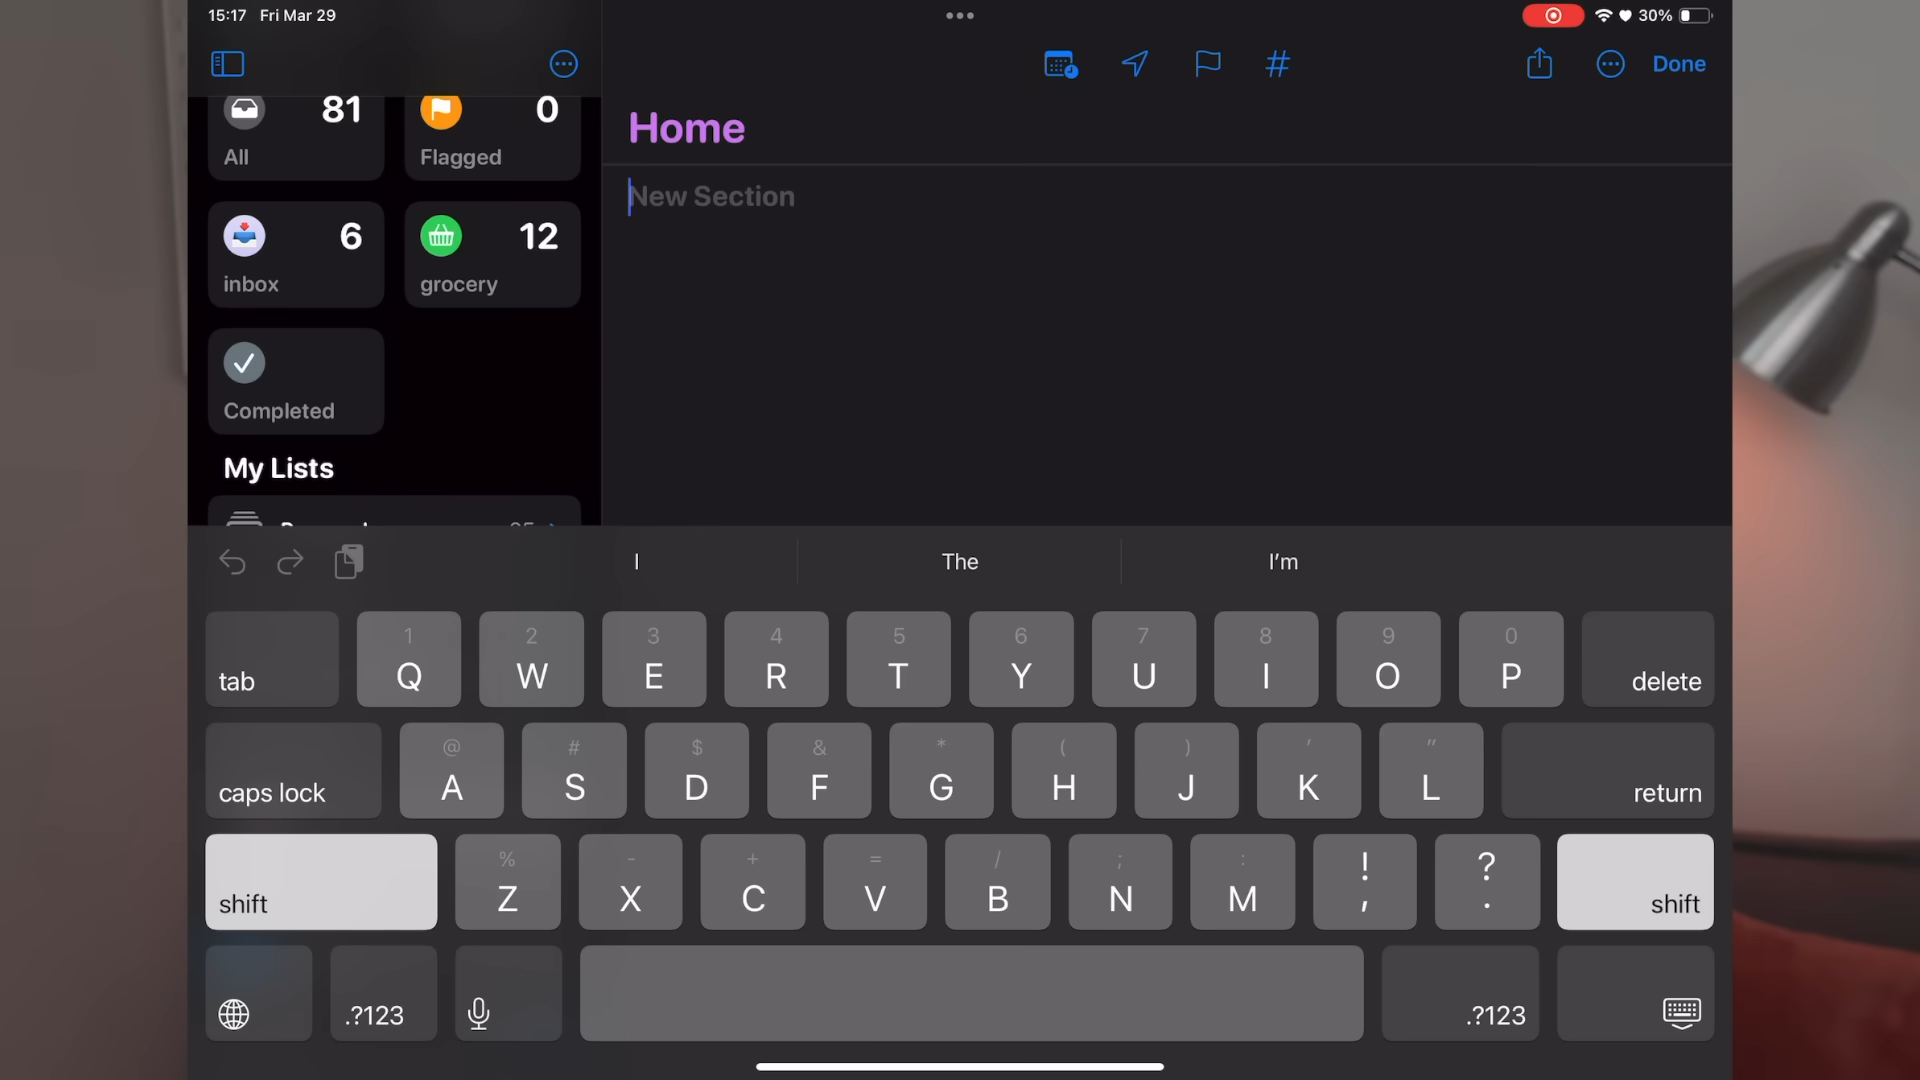 15:17 Fri Mar 29
30%
Done
81
All
0
Flagged
6
inbox
12
grocery
Completed
My Lists
Home
New Section
I
The
I’m
tab
1 Q
2 W
3 E
4 R
5 T
6 Y
7 U
8 I
9 O
0 P
delete
caps lock
@ A
# S
$ D
& F
* G
( H
) J
' K
" L
return
shift
% Z
- X
+ C
= V
/ B
; N
: M
! ,
? .
shift
.?123
.?123